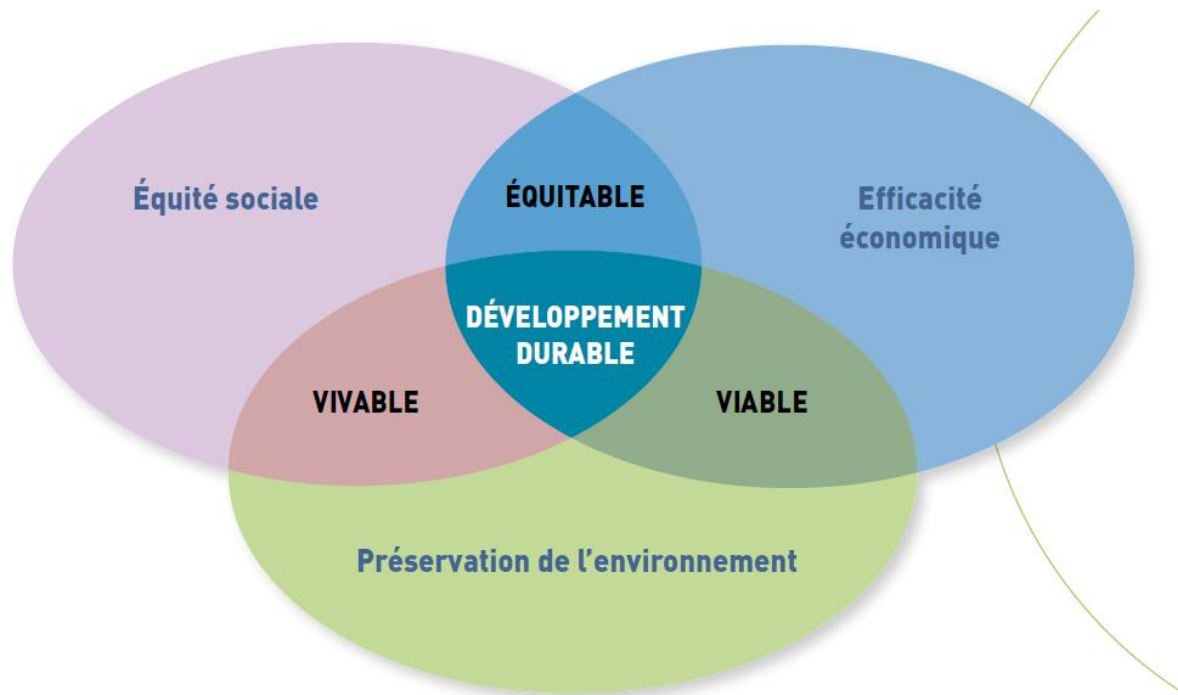 Équité sociale
ÉQUITABLE
Efficacité
économique
DÉVELOPPEMENT
DURABLE
VIVABLE
VIABLE
Préservation de l’environnement